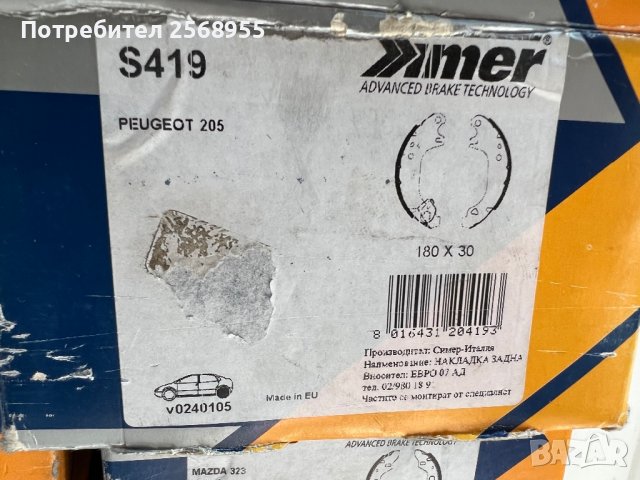 Потребител 2568955
S419
Simer®
ADVANCED BRAKE TECHNOLOGY
PEUGEOT 205
180 X 30
8 016431 204193
Производител: Симер-Италия
Наименование: НАКЛАДКА ЗАДНА
Вносител: ЕВРО 07 АД
тел. 02/980 18 9
Частите се монтират от специалист
v0240105
Made in EU
ADVANCED BRAKE TECHNOLOGY
MAZDA 323
BAZAR